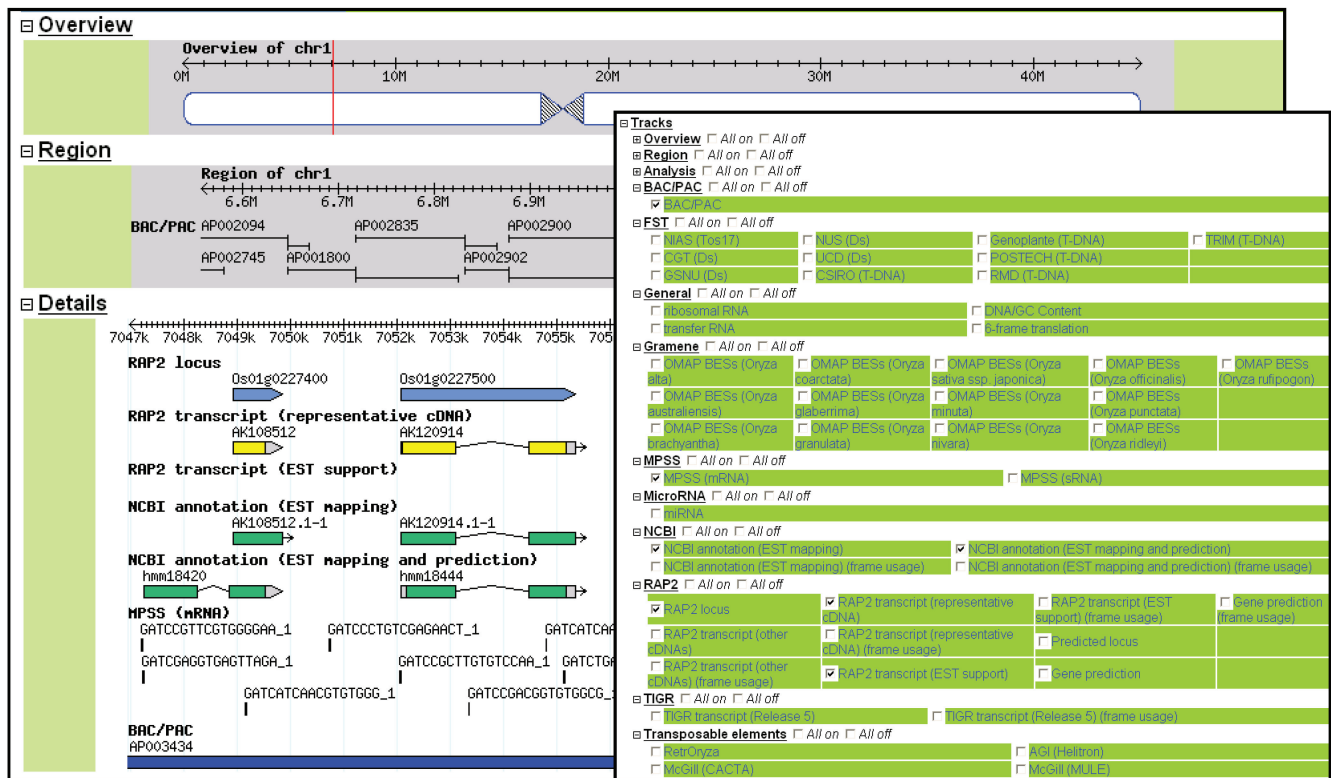 Overview
Overview of chr1
0M 10M 20M 30M 40M
Region
Region of chr1
6.6M 6.7M 6.8M 6.9M
BAC/PAC AP002094 AP002835 AP002900
AP002745 AP001800 AP002902
Details
7047k 7048k 7049k 7050k 7051k 7052k 7053k 7054k 7055k 705
RAP2 locus
Os01g0227400 Os01g0227500
RAP2 transcript (representative cDNA)
AK108512 AK120914
RAP2 transcript (EST support)
NCBI annotation (EST mapping)
AK108512.1-1 AK120914.1-1
NCBI annotation (EST mapping and prediction)
hmm18420 hmm18444
MPSS (mRNA)
GATCCGTTCGTGGGGAA_1 GATCCCTGTCGAGAACT_1 GATCATCAA
GATCGAGGTGAGTTAGA_1 GATCCGCTTGTGTCCAA_1 GATCTGA
GATCATCAACGTGTGGG_1 GATCCGACGGTGTGGCG_
BAC/PAC
AP003434
Tracks
Overview All on All off
Region All on All off
Analysis All on All off
BAC/PAC All on All off
BAC/PAC
FST All on All off
NIAS (Tos17) NUS (Ds) Genoplante (T-DNA) TRIM (T-DNA)
CGT (Ds) UCD (Ds) POSTECH (T-DNA)
GSNU (Ds) CSIRO (T-DNA) RMD (T-DNA)
General All on All off
ribosomal RNA DNA/GC Content
transfer RNA 6-frame translation
Gramene All on All off
OMAP BESs (Oryza OMAP BESs (Oryza OMAP BESs (Oryza OMAP BESs OMAP BESs
alta) coarctata) sativa ssp. japonica) (Oryza officinalis) (Oryza rufipogon)
OMAP BESs (Oryza OMAP BESs (Oryza OMAP BESs (Oryza OMAP BESs
australiensis) glaberrima) minuta) (Oryza punctata)
OMAP BESs (Oryza OMAP BESs (Oryza OMAP BESs (Oryza OMAP BESs
brachyantha) granulata) nivara) (Oryza ridleyi)
MPSS All on All off
MPSS (mRNA) MPSS (sRNA)
MicroRNA All on All off
miRNA
NCBI All on All off
NCBI annotation (EST mapping) NCBI annotation (EST mapping and prediction)
NCBI annotation (EST mapping) (frame usage) NCBI annotation (EST mapping and prediction) (frame usage)
RAP2 All on All off
RAP2 locus RAP2 transcript (representative RAP2 transcript (EST Gene prediction
cDNA) support) (frame usage) (frame usage)
RAP2 transcript (other RAP2 transcript (representative Predicted locus
cDNAs) cDNA) (frame usage)
RAP2 transcript (other RAP2 transcript (EST support) Gene prediction
cDNAs) (frame usage)
TIGR All on All off
TIGR transcript (Release 5) TIGR transcript (Release 5) (frame usage)
Transposable elements All on All off
RetrOryza AGI (Helitron)
McGill (CACTA) McGill (MULE)